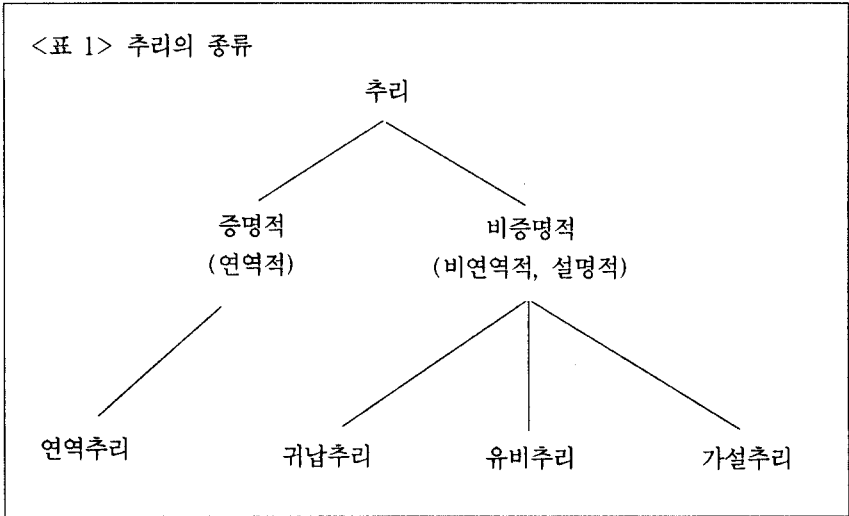 <표 1> 추리의 종류
추리
증명적 비증명적
(연역적) (비연역적, 설명적)
연역추리 귀납추리 유비추리 가설추리